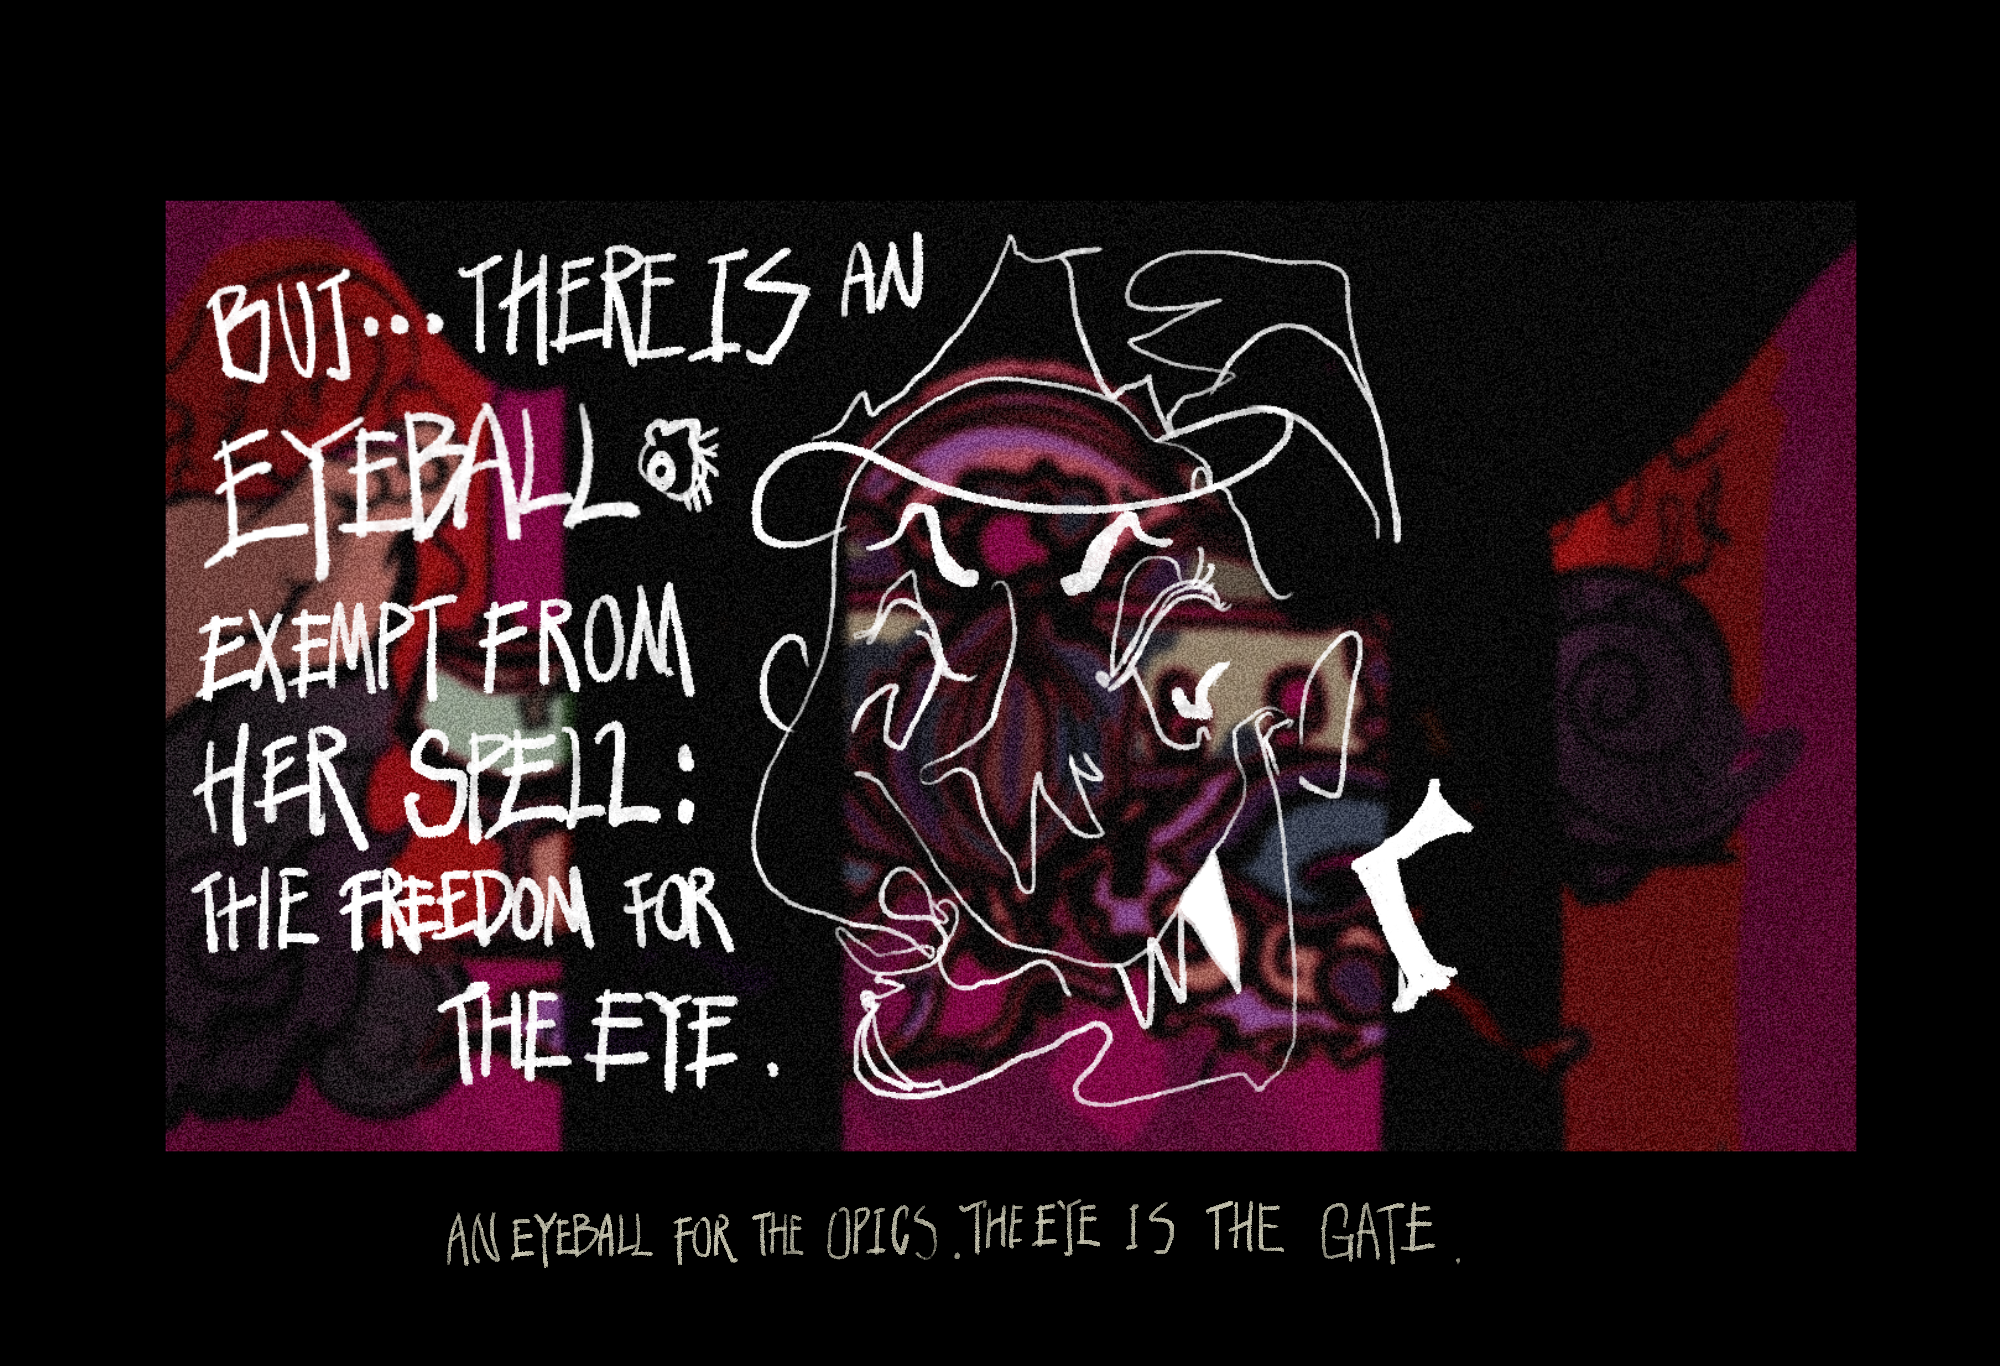 BUT... THERE IS AN
EYEBALL
EXEMPT FROM
HER SPELL:
THE FREEDOM FOR
THE EYE.
AN EYEBALL FOR THE OPICS. THE EYE IS THE GATE.